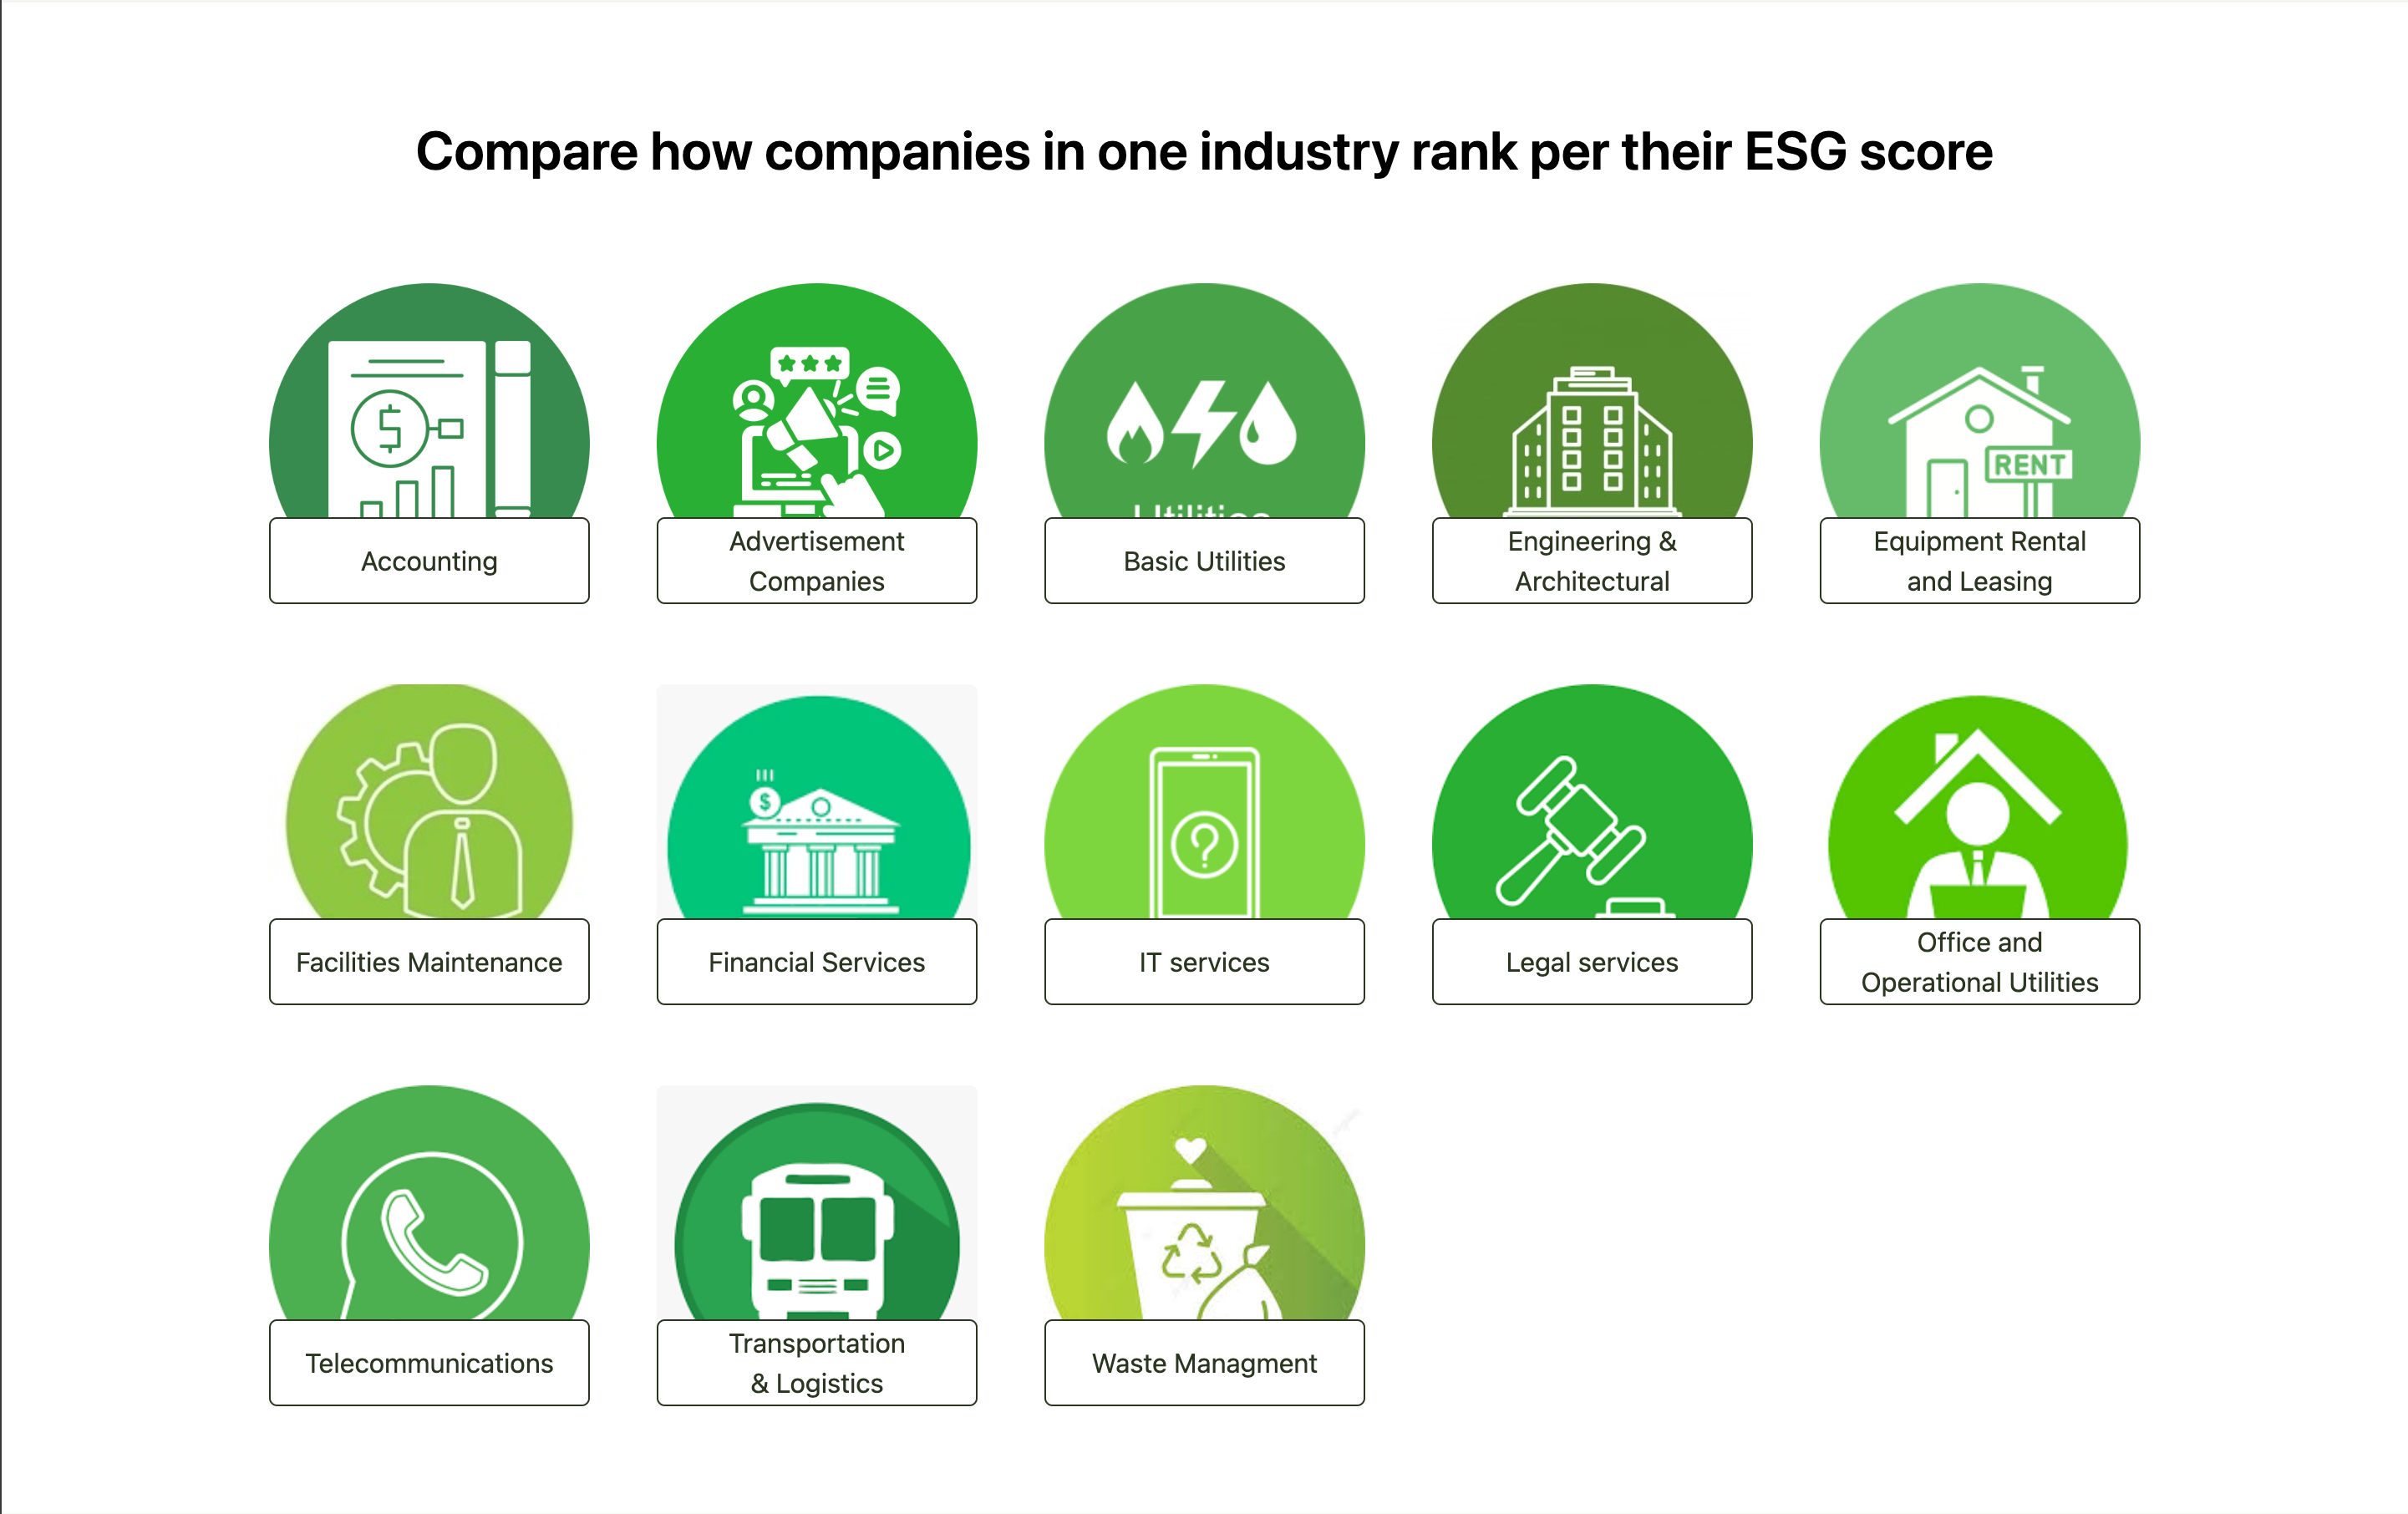 Compare how companies in one industry rank per their ESG score
Accounting
Advertisement
Companies
Utilities
Basic Utilities
Engineering &
Architectural
RENT
Equipment Rental
and Leasing
Facilities Maintenance
Financial Services
IT services
Legal services
Office and
Operational Utilities
Telecommunications
Transportation
& Logistics
Waste Managment